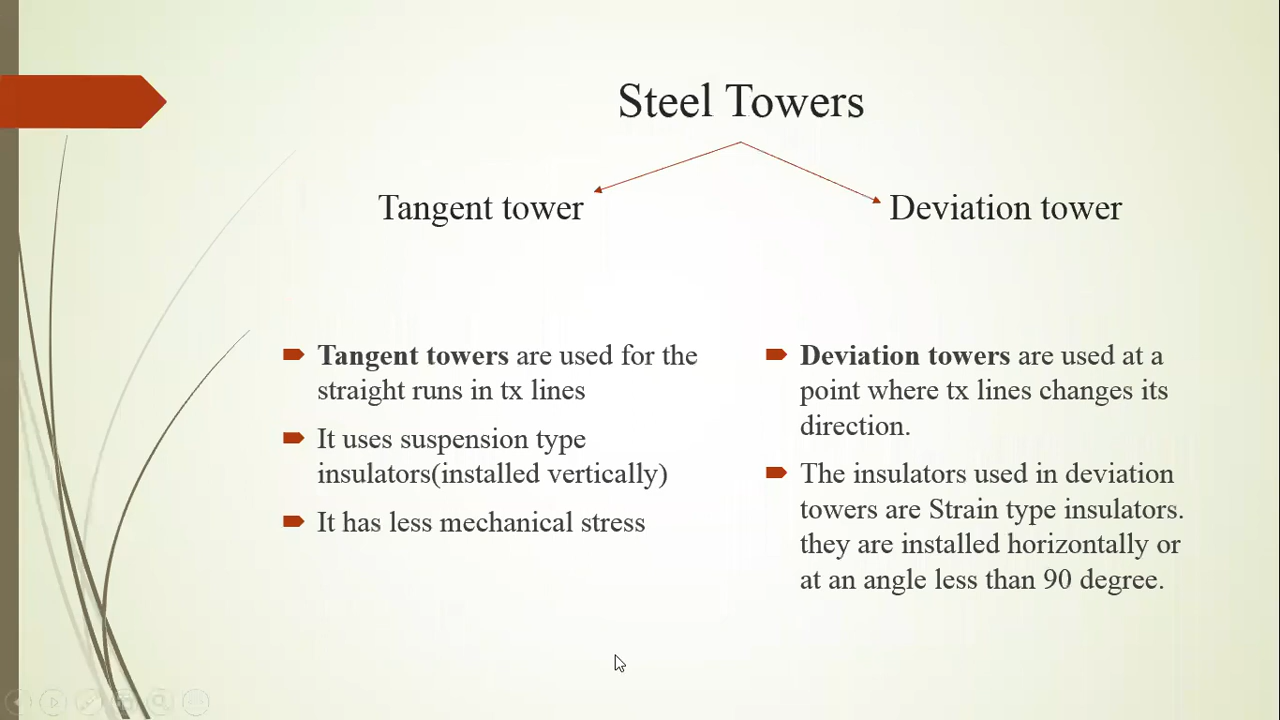 Steel Towers
Tangent tower
Deviation tower
Tangent towers are used for the
straight runs in tx lines
It uses suspension type
insulators(installed vertically)
It has less mechanical stress
Deviation towers are used at a
point where tx lines changes its
direction.
The insulators used in deviation
towers are Strain type insulators.
they are installed horizontally or
at an angle less than 90 degree.